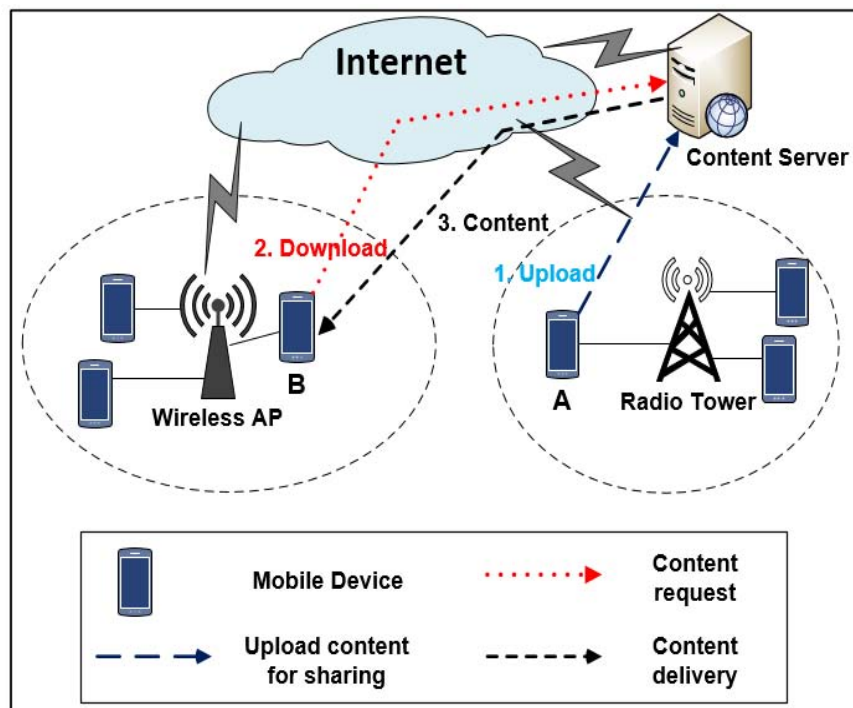 Internet
Content Server
3. Content
2. Download
1. Upload
B
A
Wireless AP
Radio Tower
Mobile Device
Content
request
Upload content
for sharing
Content
delivery